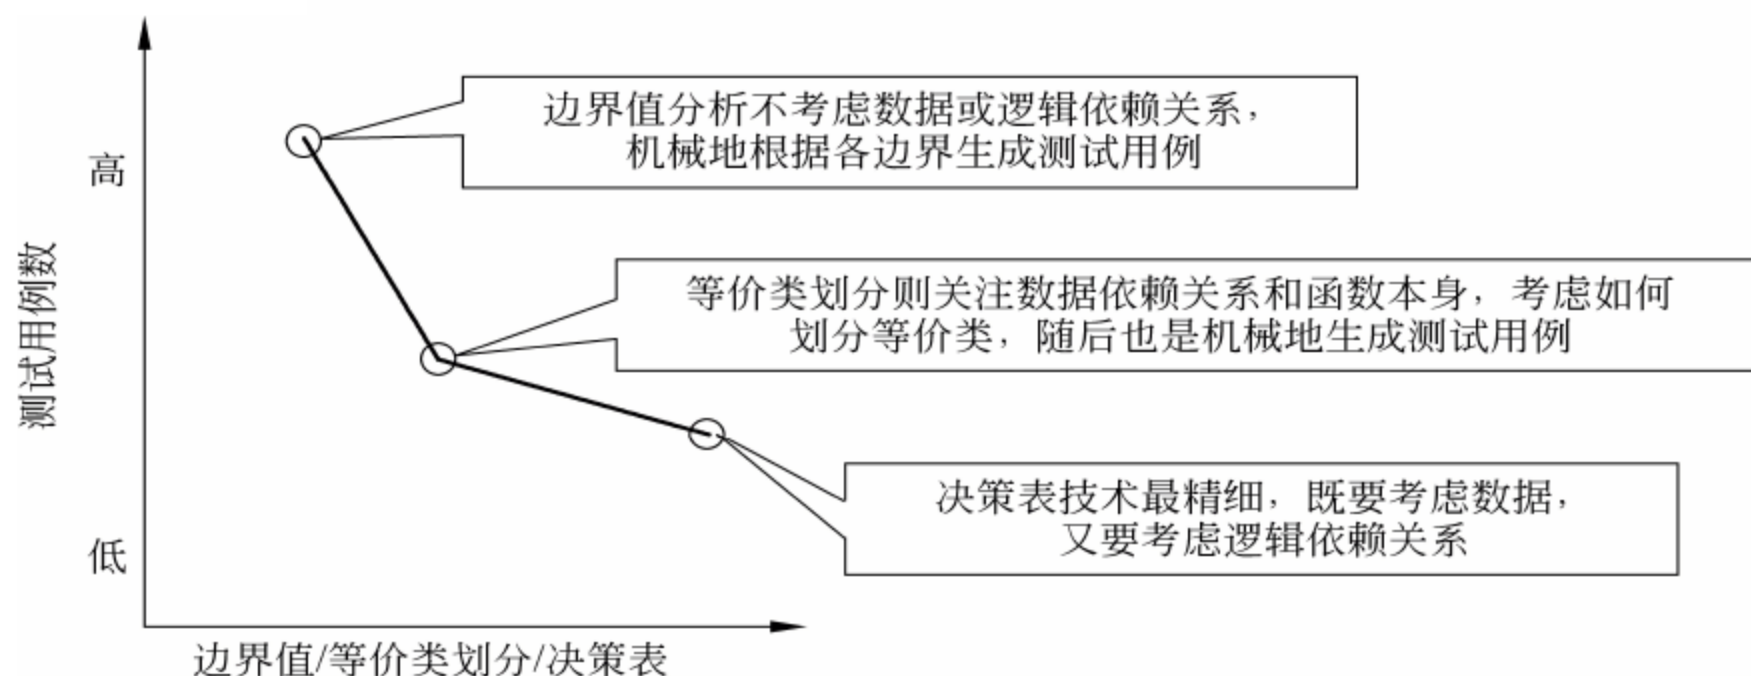 边界值分析不考虑数据或逻辑依赖关系，
机械地根据各边界生成测试用例
高
等价类划分则关注数据依赖关系和函数本身，考虑如何
划分等价类，随后也是机械地生成测试用例
测试用例数
决策表技术最精细，既要考虑数据，
又要考虑逻辑依赖关系
低
边界值/等价类划分/决策表